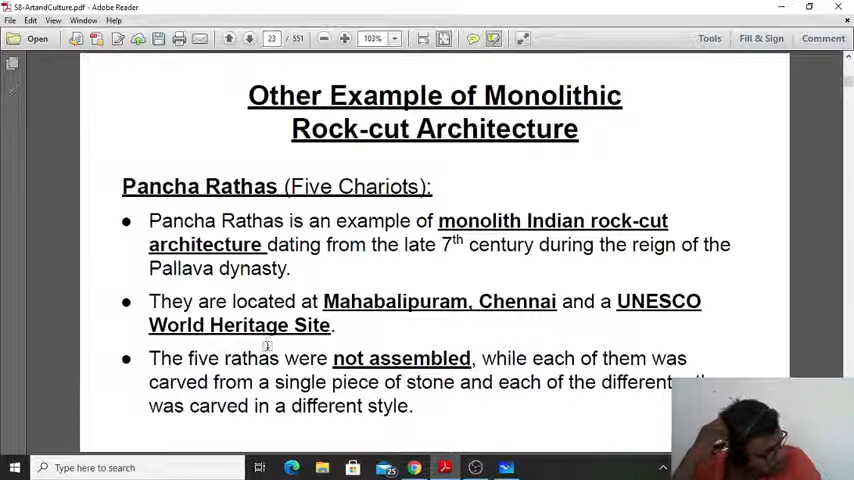 S8-ArtandCulture.pdf - Adobe Reader
File Edit View Window Help
Open 23 / 551 103% Tools Fill & Sign Comment
Other Example of Monolithic
Rock-cut Architecture
Pancha Rathas (Five Chariots):
● Pancha Rathas is an example of monolith Indian rock-cut
architecture dating from the late 7th century during the reign of the
Pallava dynasty.
● They are located at Mahabalipuram, Chennai and a UNESCO
World Heritage Site.
● The five rathas were not assembled, while each of them was
carved from a single piece of stone and each of the different
was carved in a different style.
Type here to search 25